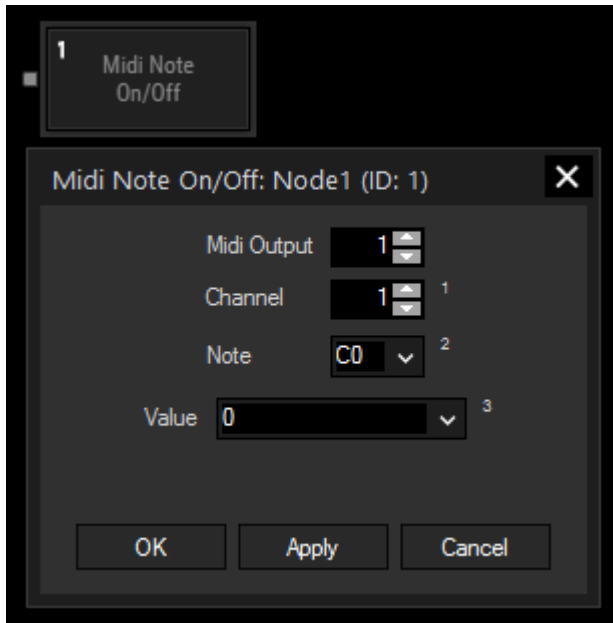 1
Midi Note
On/Off
Midi Note On/Off: Node1 (ID: 1)
Midi Output 1
Channel 1 1
Note C0 2
Value 0 3
OK Apply Cancel